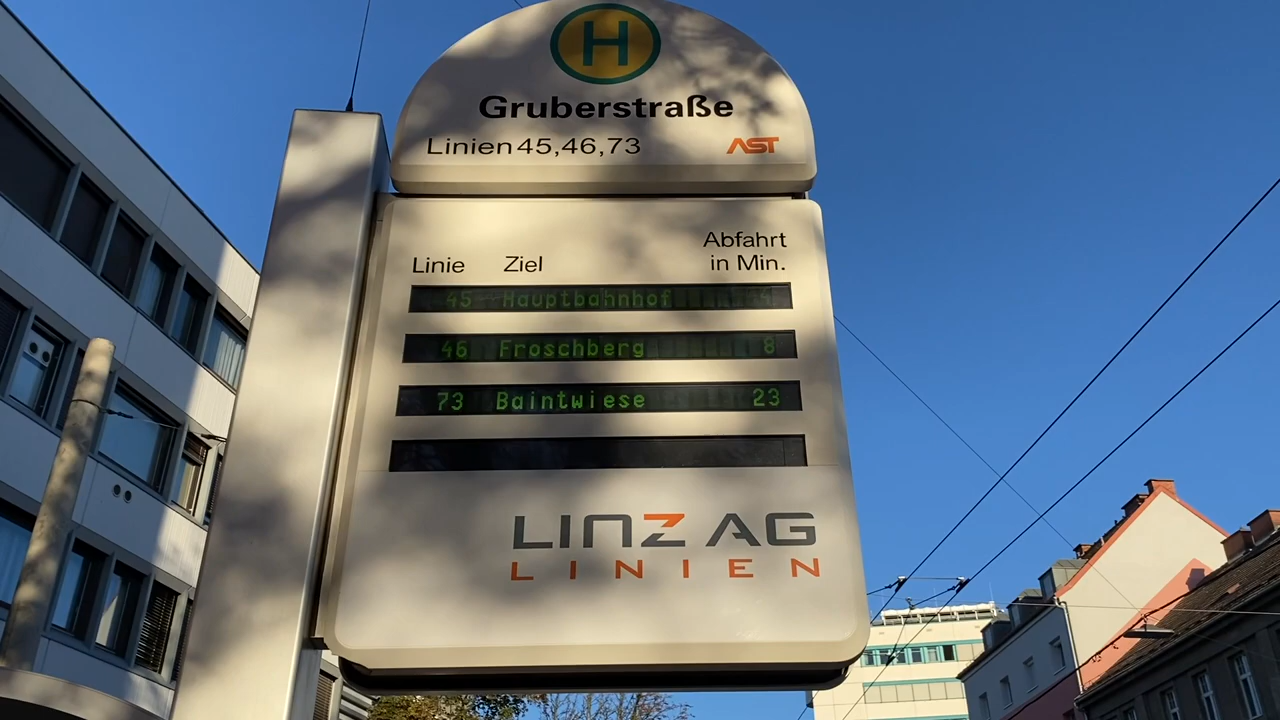 H
Gruberstraße
Linien 45,46,73 AST
Linie Ziel Abfahrt in Min.
45 Hauptbahnhof
46 Froschberg 8
73 Baintwiese 23
LINZ AG
LINIEN